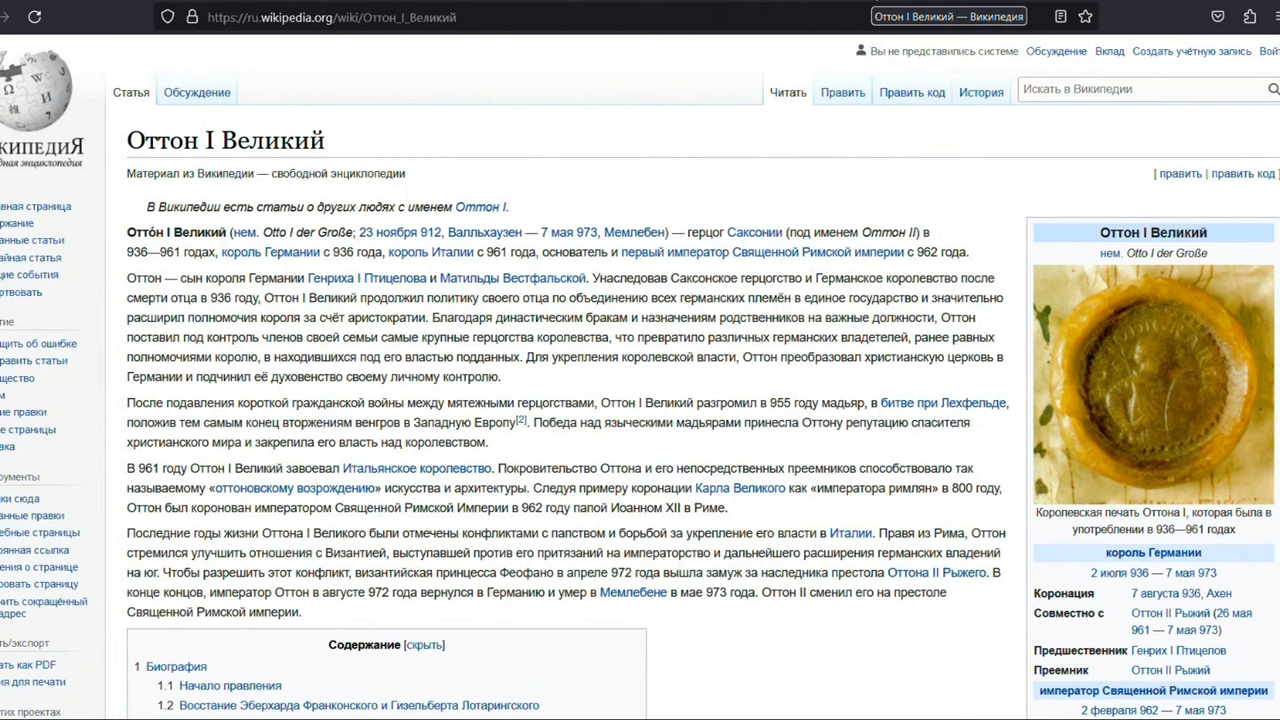 https://ru.wikipedia.org/wiki/Оттон_I_Великий
Оттон I Великий — Википедия
Вы не представились системе Обсуждение Вклад Создать учётную запись
Статья Обсуждение Читать Править Править код История Искать в Википедии
Оттон I Великий
Материал из Википедии — свободной энциклопедии
[ править | править код ]
В Википедии есть статьи о других людях с именем Оттон I.
Отто́н I Великий (нем. Otto I der Große; 23 ноября 912, Валльхаузен — 7 мая 973, Мемлебен) — герцог Саксонии (под именем Оттон II) в
936—961 годах, король Германии с 936 года, король Италии с 961 года, основатель и первый император Священной Римской империи с 962 года.
Оттон — сын короля Германии Генриха I Птицелова и Матильды Вестфальской. Унаследовав Саксонское герцогство и Германское королевство после
смерти отца в 936 году, Оттон I Великий продолжил политику своего отца по объединению всех германских племён в единое государство и значительно
расширил полномочия короля за счёт аристократии. Благодаря династическим бракам и назначениям родственников на важные должности, Оттон
поставил под контроль членов своей семьи самые крупные герцогства королевства, что превратило различных германских владетелей, ранее равных
полномочиями королю, в находившихся под его властью подданных. Для укрепления королевской власти, Оттон преобразовал христианскую церковь в
Германии и подчинил её духовенство своему личному контролю.
После подавления короткой гражданской войны между мятежными герцогствами, Оттон I Великий разгромил в 955 году мадьяр, в битве при Лехфельде,
положив тем самым конец вторжениям венгров в Западную Европу[2]. Победа над языческими мадьярами принесла Оттону репутацию спасителя
христианского мира и закрепила его власть над королевством.
В 961 году Оттон I Великий завоевал Итальянское королевство. Покровительство Оттона и его непосредственных преемников способствовало так
называемому «оттоновскому возрождению» искусства и архитектуры. Следуя примеру коронации Карла Великого как «императора римлян» в 800 году,
Оттон был коронован императором Священной Римской Империи в 962 году папой Иоанном XII в Риме.
Последние годы жизни Оттона I Великого были отмечены конфликтами с папством и борьбой за укрепление его власти в Италии. Правя из Рима, Оттон
стремился улучшить отношения с Византией, выступавшей против его притязаний на императорство и дальнейшего расширения германских владений
на юг. Чтобы разрешить этот конфликт, византийская принцесса Феофано в апреле 972 года вышла замуж за наследника престола Оттона II Рыжего. В
конце концов, император Оттон в августе 972 года вернулся в Германию и умер в Мемлебене в мае 973 года. Оттон II сменил его на престоле
Священной Римской империи.
Содержание [скрыть]
1 Биография
1.1 Начало правления
1.2 Восстание Эберхарда Франконского и Гизельберта Лотарингского
Оттон I Великий
нем. Otto I der Große
Королевская печать Оттона I, которая была в
употреблении в 936—961 годах
король Германии
2 июля 936 — 7 мая 973
Коронация 7 августа 936, Ахен
Совместно с Оттон II Рыжий (26 мая
961 — 7 мая 973)
Предшественник Генрих I Птицелов
Преемник Оттон II Рыжий
император Священной Римской империи
2 февраля 962 — 7 мая 973